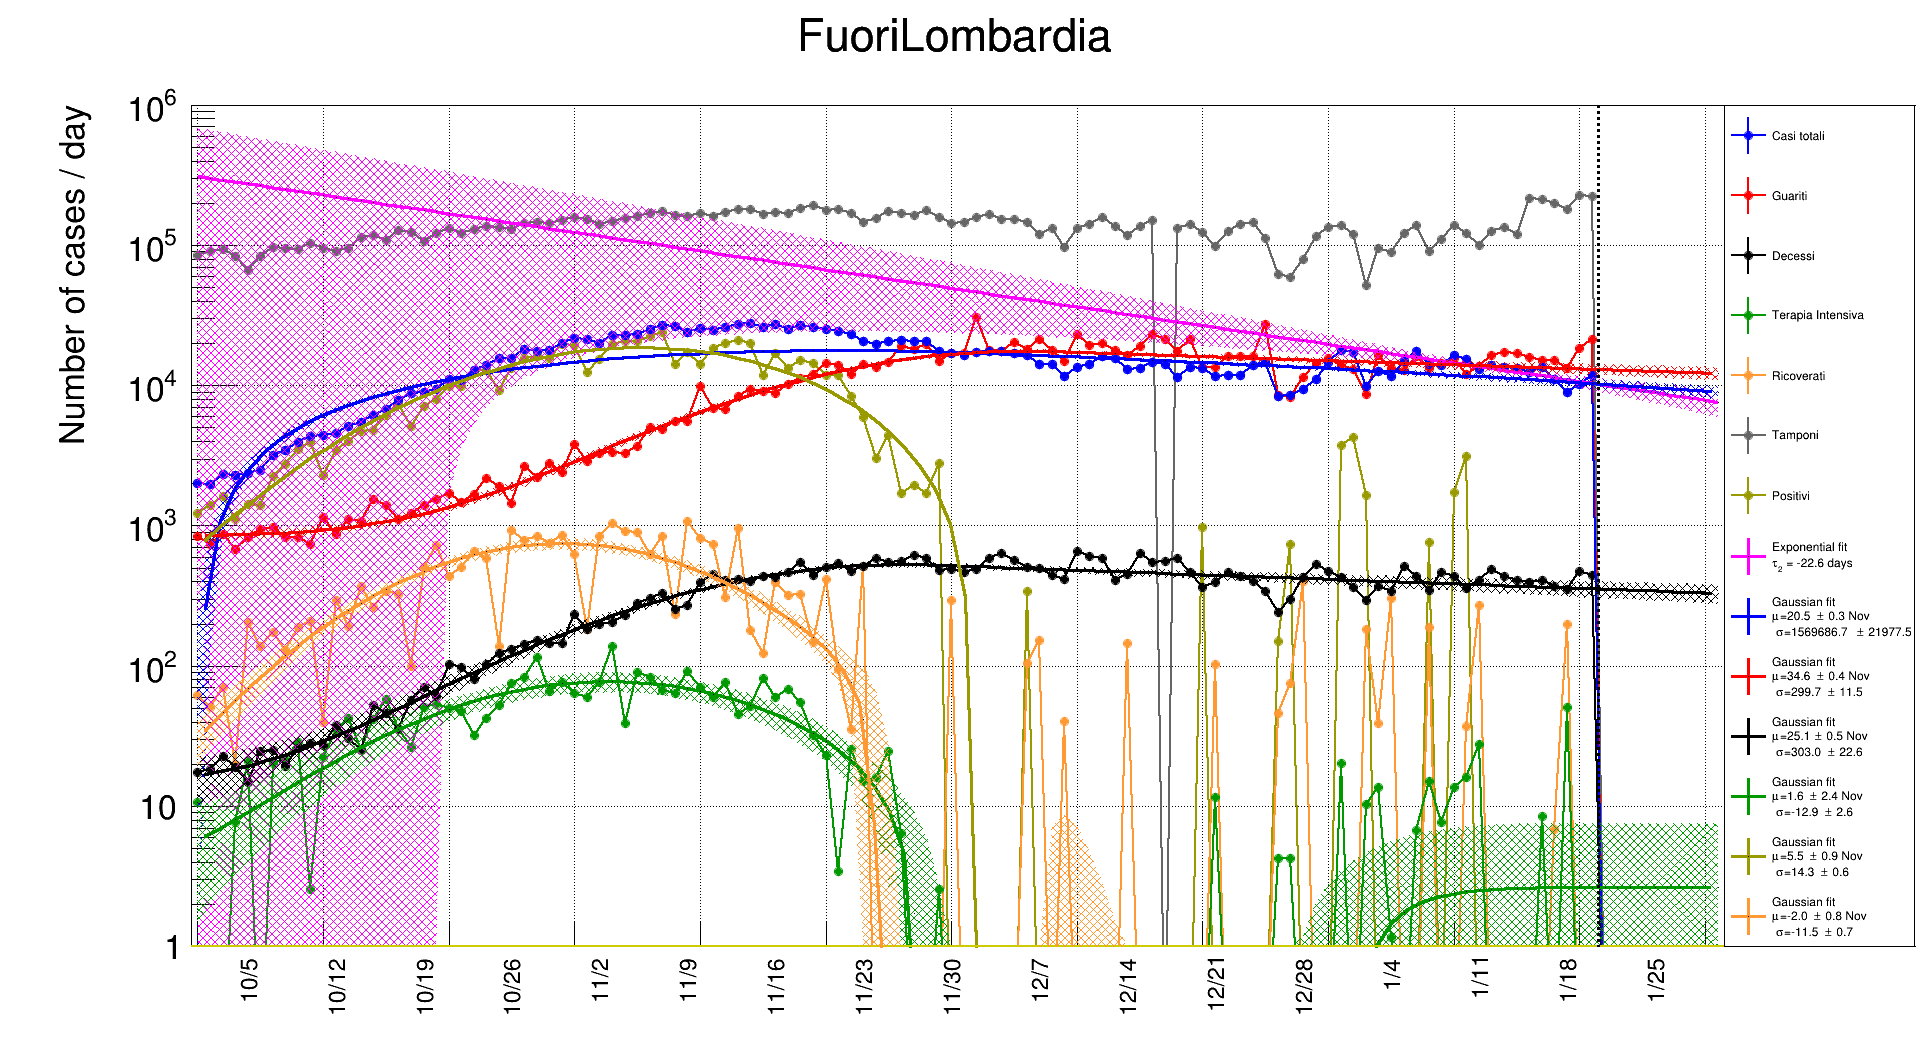 FuoriLombardia
Number of cases / day
10^6
10^5
10^4
10^3
10^2
10
1
10/5
10/12
10/19
10/26
11/2
11/9
11/16
11/23
11/30
12/7
12/14
12/21
12/28
1/4
1/11
1/18
1/25
Casi totali
Guariti
Decessi
Terapia Intensiva
Ricoverati
Tamponi
Positivi
Exponential fit
τ₂ = -22.6 days
Gaussian fit
μ=20.5 ± 0.3 Nov
σ=1569686.7 ± 21977.5
Gaussian fit
μ=34.6 ± 0.4 Nov
σ=299.7 ± 11.5
Gaussian fit
μ=25.1 ± 0.5 Nov
σ=303.0 ± 22.6
Gaussian fit
μ=1.6 ± 2.4 Nov
σ=-12.9 ± 2.6
Gaussian fit
μ=5.5 ± 0.9 Nov
σ=14.3 ± 0.6
Gaussian fit
μ=-2.0 ± 0.8 Nov
σ=-11.5 ± 0.7